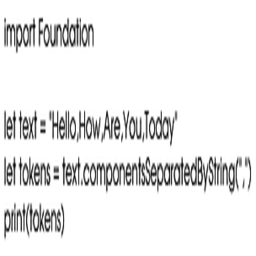 import Foundation
let text = "Hello,How,Are,You,Today"
let tokens = text.componentsSeparatedByString(",")
print(tokens)